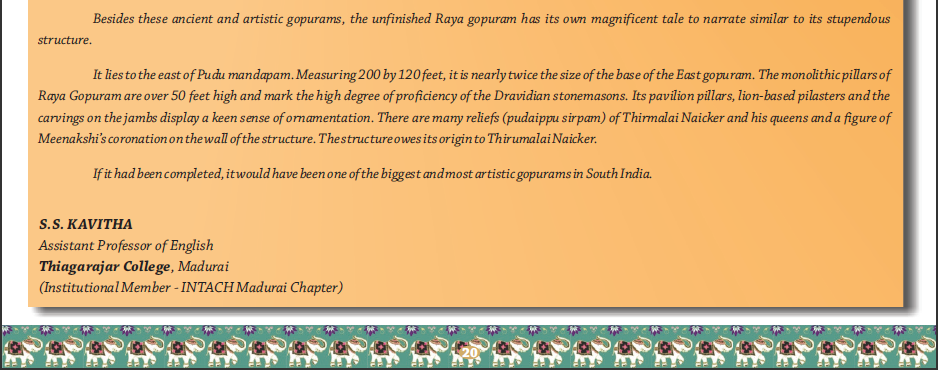 Besides these ancient and artistic gopurams, the unfinished Raya gopuram has its own magnificent tale to narrate similar to its stupendous
structure.
It lies to the east of Pudu mandapam. Measuring 200 by 120 feet, it is nearly twice the size of the base of the East gopuram. The monolithic pillars of
Raya Gopuram are over 50 feet high and mark the high degree of proficiency of the Dravidian stonemasons. Its pavilion pillars, lion-based pilasters and the
carvings on the jambs display a keen sense of ornamentation. There are many reliefs (pudaippu sirpam) of Thirmalai Naicker and his queens and a figure of
Meenakshi's coronation on the wall of the structure. The structure owes its origin to Thirumalai Naicker.
If it had been completed, it would have been one of the biggest and most artistic gopurams in South India.
S.S. KAVITHA
Assistant Professor of English
Thiagarajar College, Madurai
(Institutional Member - INTACH Madurai Chapter)
20